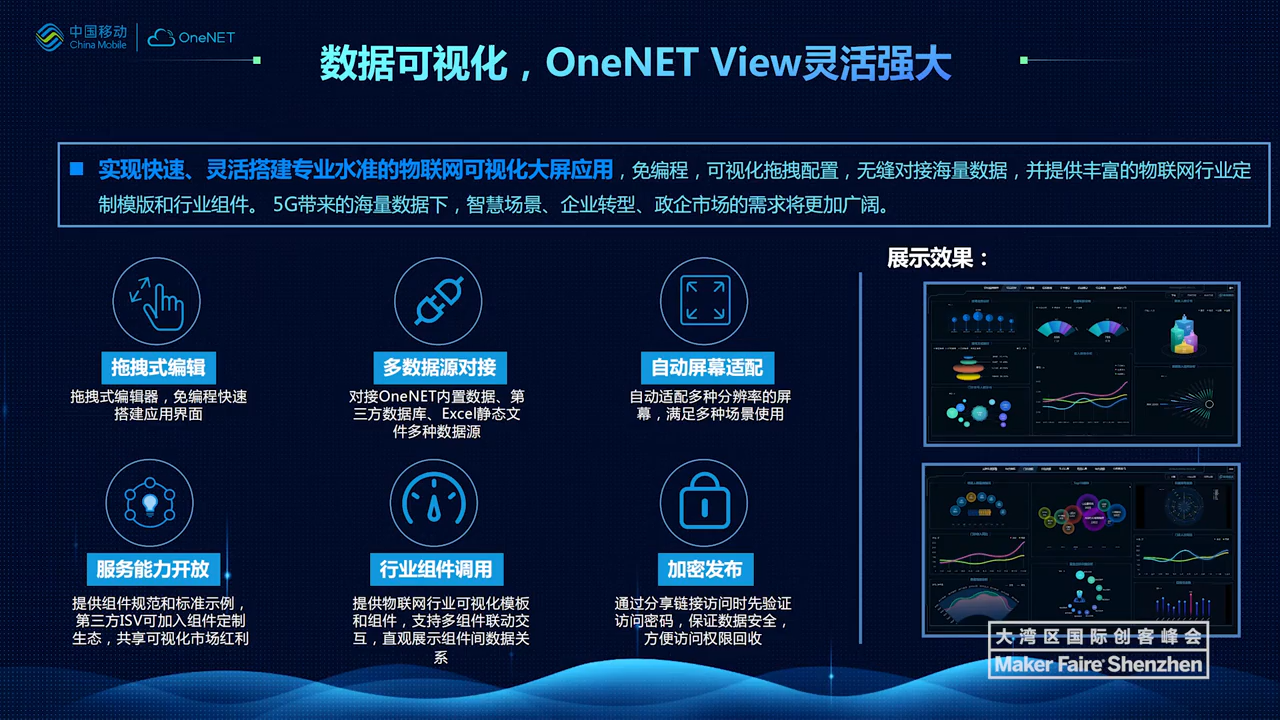 中国移动
China Mobile
OneNET
数据可视化，OneNET View灵活强大
实现快速、灵活搭建专业水准的物联网可视化大屏应用，免编程，可视化拖拽配置，无缝对接海量数据，并提供丰富的物联网行业定
制模版和行业组件。 5G带来的海量数据下，智慧场景、企业转型、政企市场的需求将更加广阔。
拖拽式编辑
拖拽式编辑器，免编程快速
搭建应用界面
多数据源对接
对接OneNET内置数据、第
三方数据库、Excel静态文
件多种数据源
自动屏幕适配
自动适配多种分辨率的屏
幕，满足多种场景使用
服务能力开放
提供组件规范和标准示例，
第三方ISV可加入组件定制
生态，共享可视化市场红利
行业组件调用
提供物联网行业可视化模板
和组件，支持多组件联动交
互，直观展示组件间数据关
系
加密发布
通过分享链接访问时先验证
访问密码，保证数据安全，
方便访问权限回收
展示效果：
大湾区国际创客峰会
Maker Faire Shenzhen